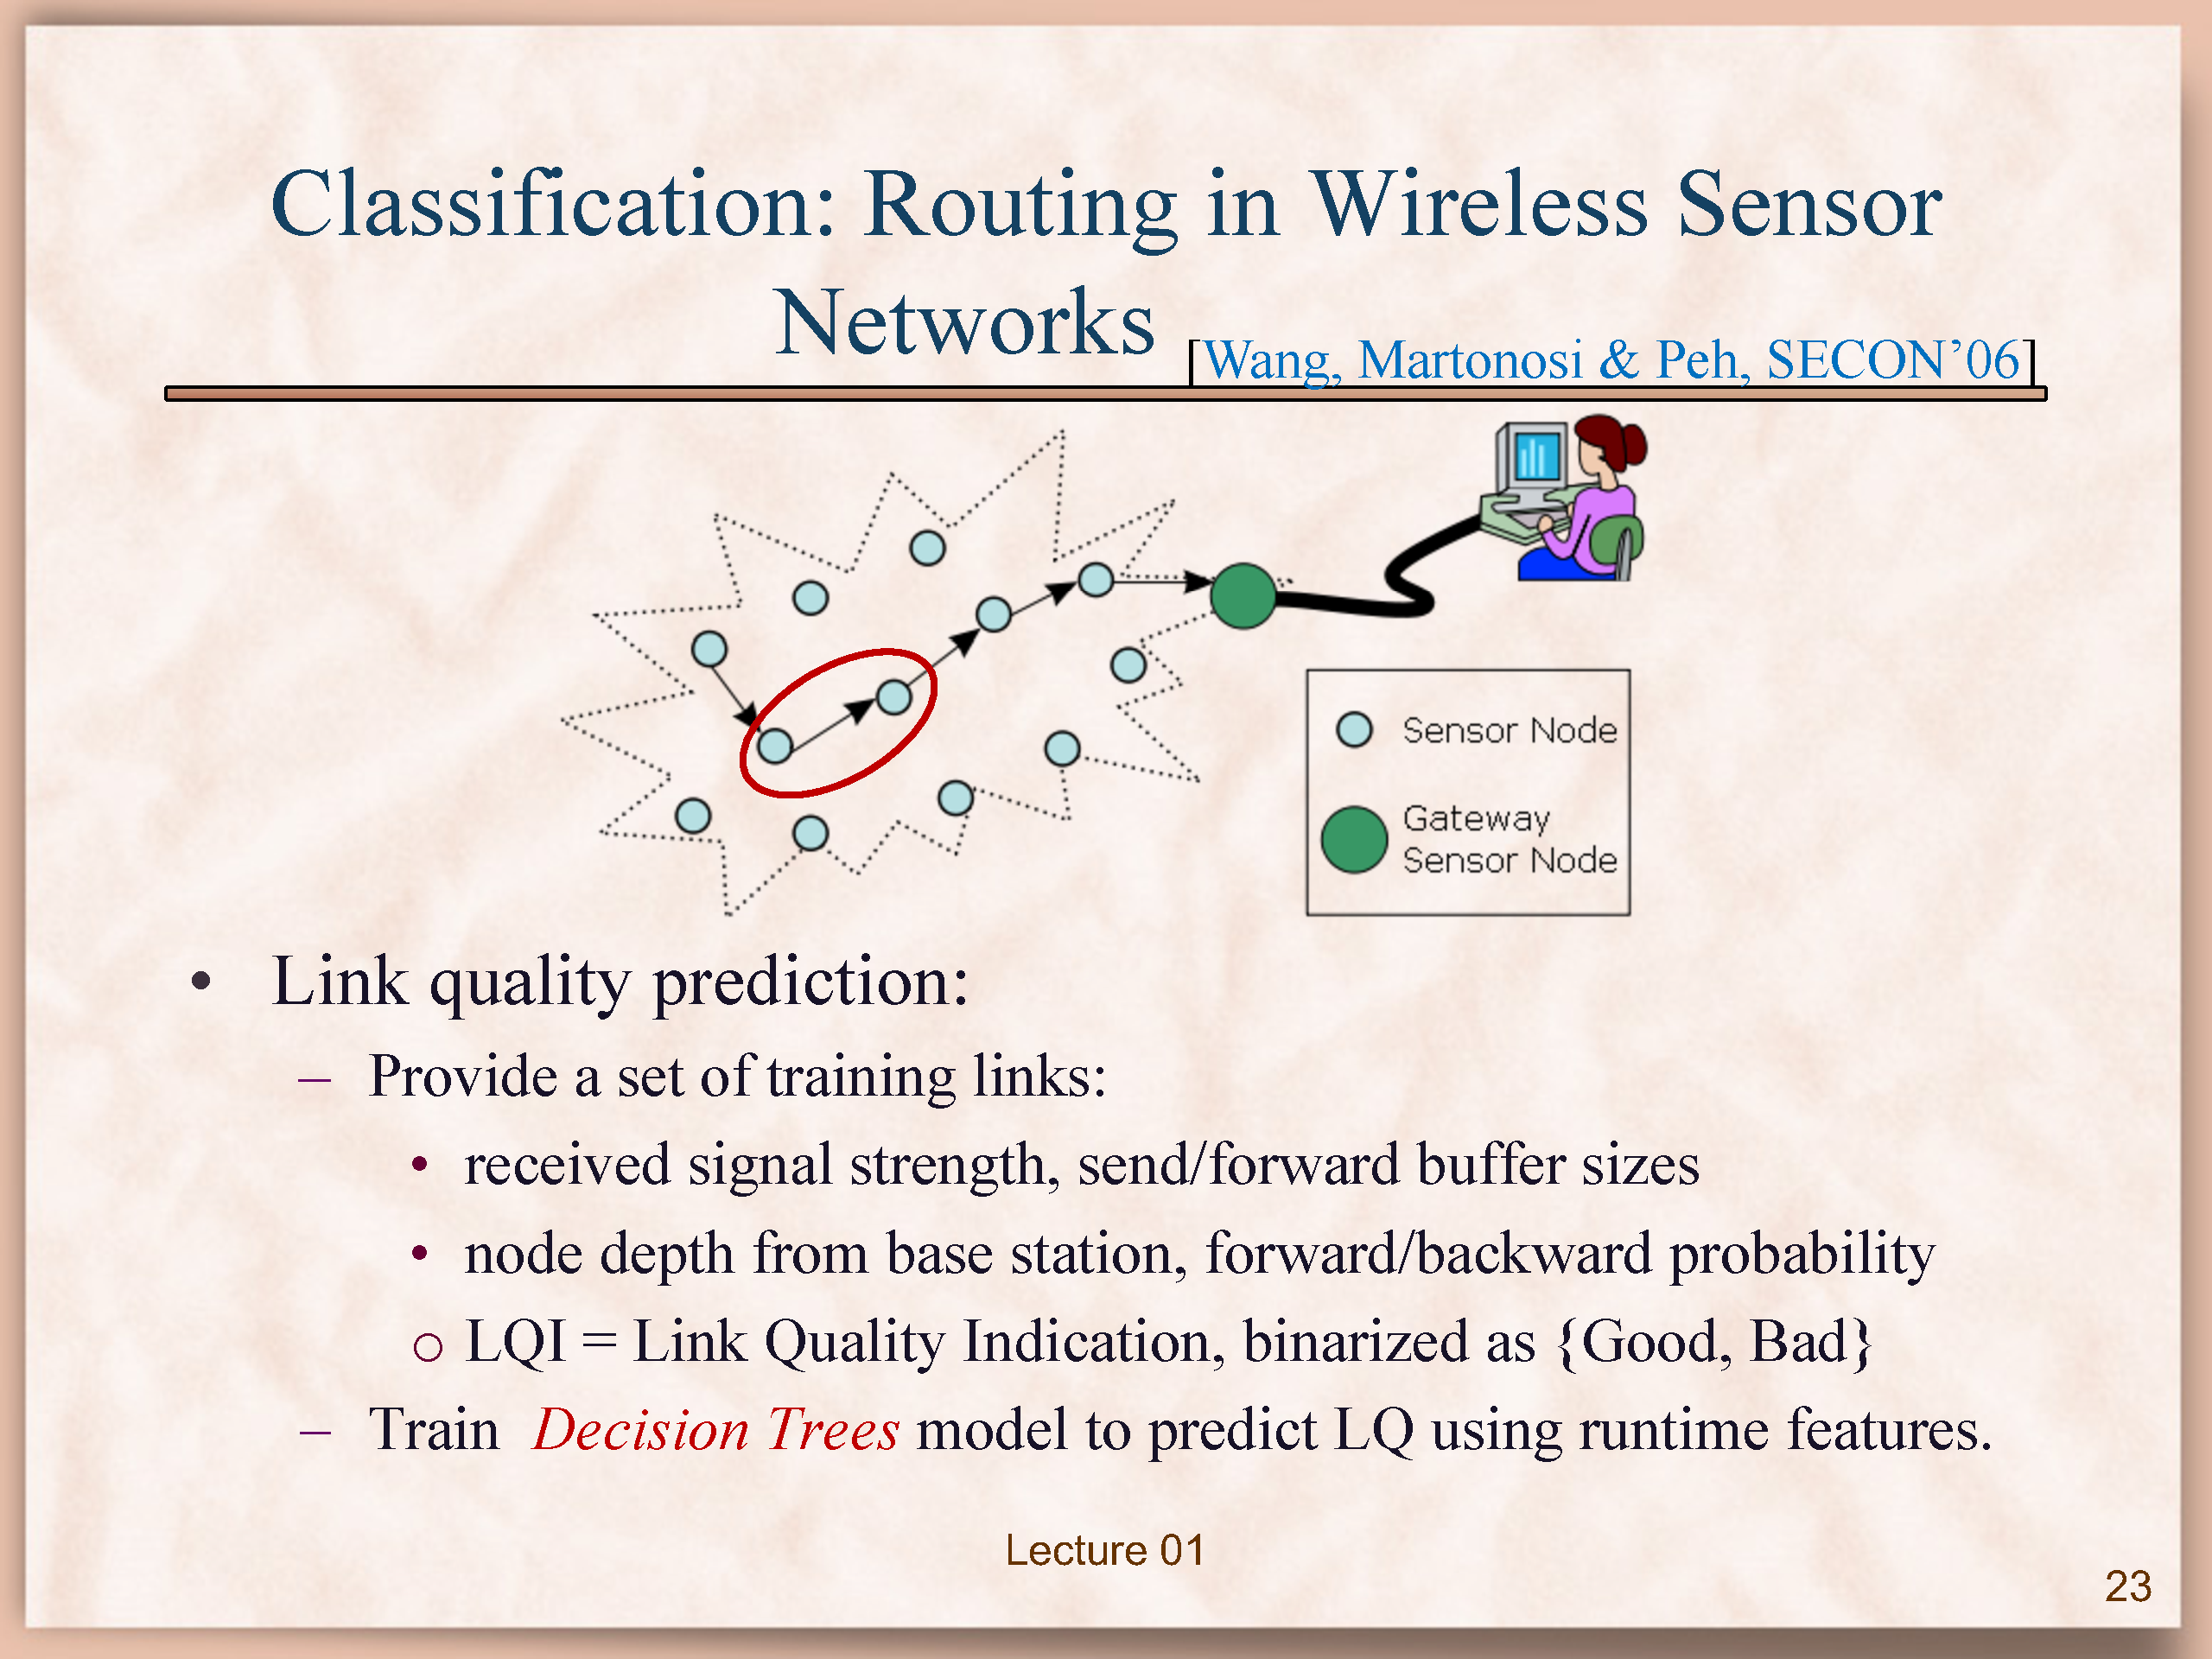 Classification: Routing in Wireless Sensor
Networks [Wang, Martonosi & Peh, SECON’06]
Sensor Node
Gateway
Sensor Node
• Link quality prediction:
– Provide a set of training links:
• received signal strength, send/forward buffer sizes
• node depth from base station, forward/backward probability
o LQI = Link Quality Indication, binarized as {Good, Bad}
– Train Decision Trees model to predict LQ using runtime features.
Lecture 01
23